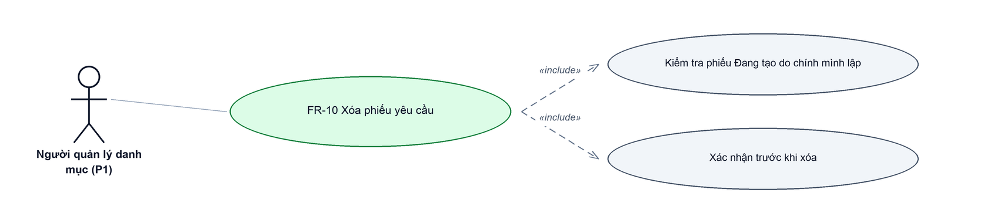 Người quản lý danh
mục (P1)
FR-10 Xóa phiếu yêu cầu
«include»
«include»
Kiểm tra phiếu Đang tạo do chính mình lập
Xác nhận trước khi xóa